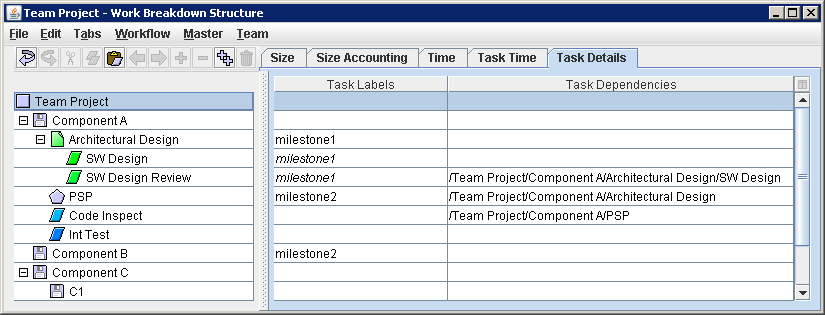 Team Project - Work Breakdown Structure
File Edit Tabs Workflow Master Team
Size Size Accounting Time Task Time Task Details
Task Labels Task Dependencies
Team Project
Component A
Architectural Design milestone1
SW Design milestone1
SW Design Review milestone1 /Team Project/Component A/Architectural Design/SW Design
PSP milestone2 /Team Project/Component A/Architectural Design
Code Inspect /Team Project/Component A/PSP
Int Test
Component B milestone2
Component C
C1